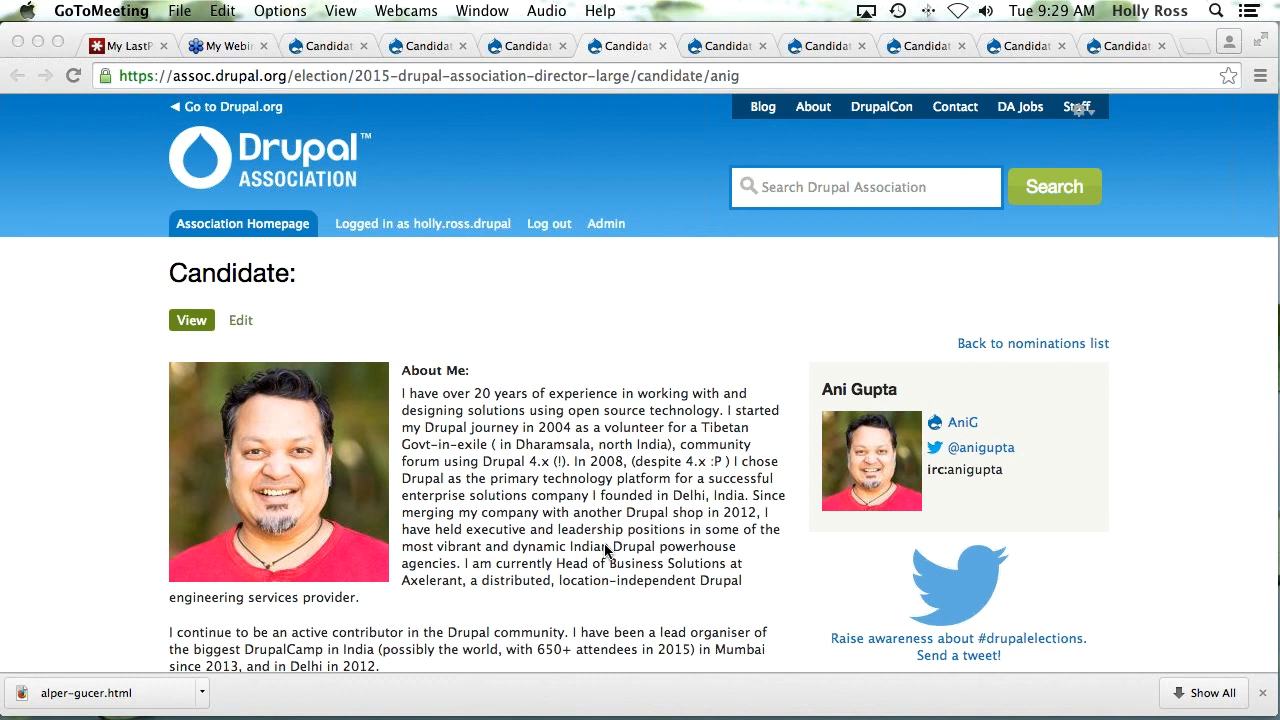 GoToMeeting File Edit Options View Webcams Window Audio Help Tue 9:29 AM Holly Ross
My LastP My Webin Candidat Candidat Candidat Candidat Candidat Candidat Candidat Candidat Candidat
https://assoc.drupal.org/election/2015-drupal-association-director-large/candidate/anig
Go to Drupal.org
Blog About DrupalCon Contact DA Jobs Staff
Drupal™
ASSOCIATION
Search Drupal Association
Search
Association Homepage Logged in as holly.ross.drupal Log out Admin
Candidate:
View Edit
Back to nominations list
About Me:
I have over 20 years of experience in working with and
designing solutions using open source technology. I started
my Drupal journey in 2004 as a volunteer for a Tibetan
Govt-in-exile ( in Dharamsala, north India), community
forum using Drupal 4.x (!). In 2008, (despite 4.x :P ) I chose
Drupal as the primary technology platform for a successful
enterprise solutions company I founded in Delhi, India. Since
merging my company with another Drupal shop in 2012, I
have held executive and leadership positions in some of the
most vibrant and dynamic Indian Drupal powerhouse
agencies. I am currently Head of Business Solutions at
Axelerant, a distributed, location-independent Drupal
engineering services provider.
I continue to be an active contributor in the Drupal community. I have been a lead organiser of
the biggest DrupalCamp in India (possibly the world, with 650+ attendees in 2015) in Mumbai
since 2013, and in Delhi in 2012.
Ani Gupta
AniG
@anigupta
irc:anigupta
Raise awareness about #drupalelections.
Send a tweet!
alper-gucer.html
Show All